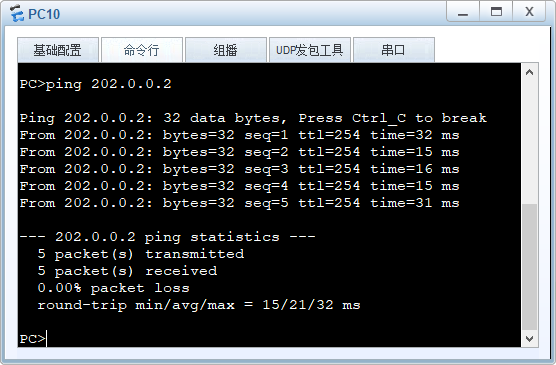 PC10
基础配置 命令行 组播 UDP发包工具 串口
PC>ping 202.0.0.2
Ping 202.0.0.2: 32 data bytes, Press Ctrl_C to break
From 202.0.0.2: bytes=32 seq=1 ttl=254 time=32 ms
From 202.0.0.2: bytes=32 seq=2 ttl=254 time=15 ms
From 202.0.0.2: bytes=32 seq=3 ttl=254 time=16 ms
From 202.0.0.2: bytes=32 seq=4 ttl=254 time=15 ms
From 202.0.0.2: bytes=32 seq=5 ttl=254 time=31 ms
--- 202.0.0.2 ping statistics ---
5 packet(s) transmitted
5 packet(s) received
0.00% packet loss
round-trip min/avg/max = 15/21/32 ms
PC>